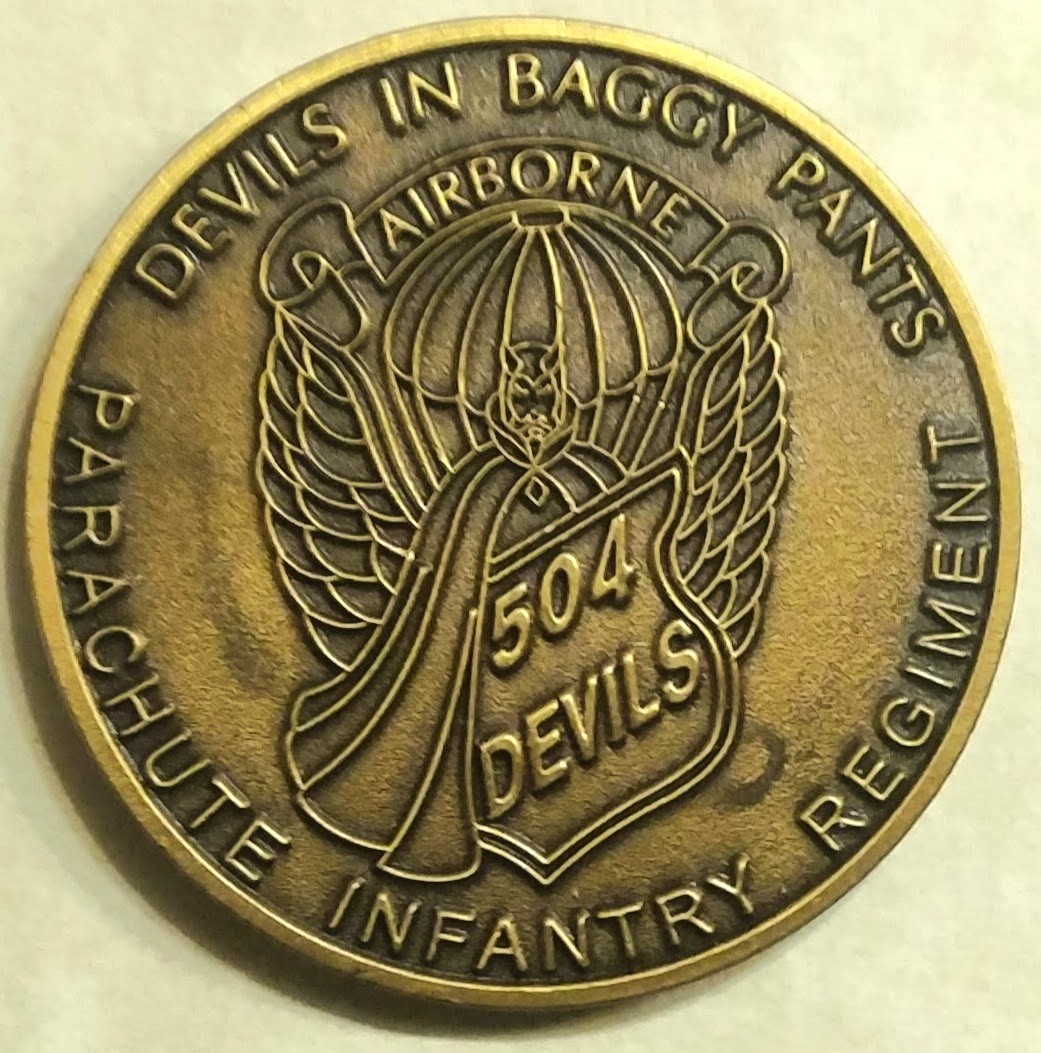 DEVILS IN BAGGY PANTS
AIRBORNE
504
DEVILS
PARACHUTE INFANTRY REGIMENT